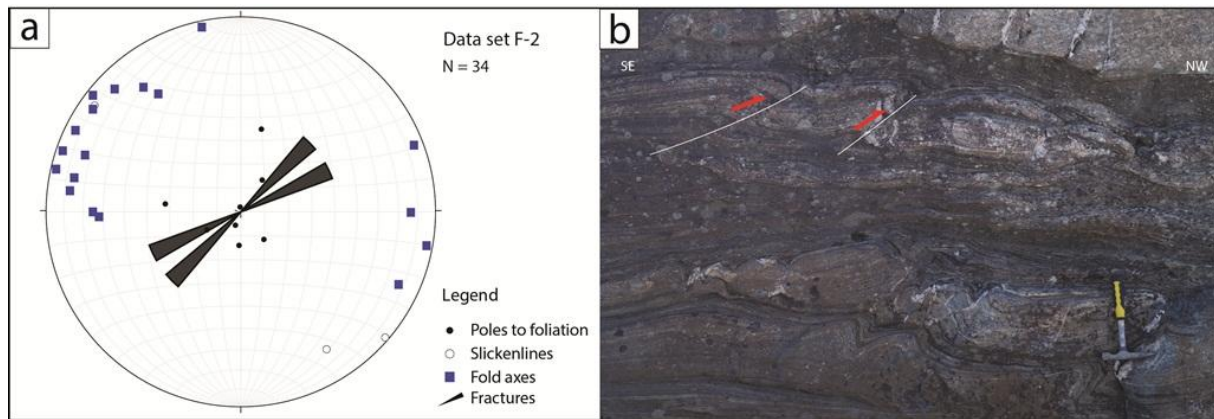 a
Data set F-2
N = 34
Legend
Poles to foliation
Slickenlines
Fold axes
Fractures
b
SE
NW